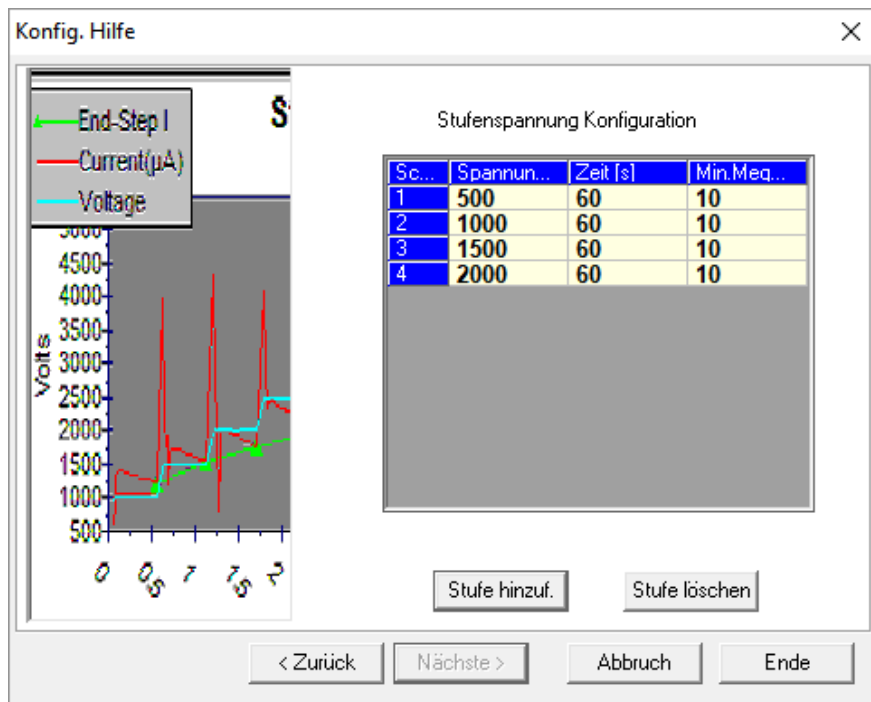 Konfig. Hilfe
End-Step I
Current(µA)
Voltage
S
Stufenspannung Konfiguration
Sc... Spannun... Zeit [s] Min.Meg...
1 500 60 10
2 1000 60 10
3 1500 60 10
4 2000 60 10
Volts
5000
4500
4000
3500
3000
2500
2000
1500
1000
500
0 0.5 1 1.5 2
Stufe hinzuf. Stufe löschen
< Zurück Nächste > Abbruch Ende